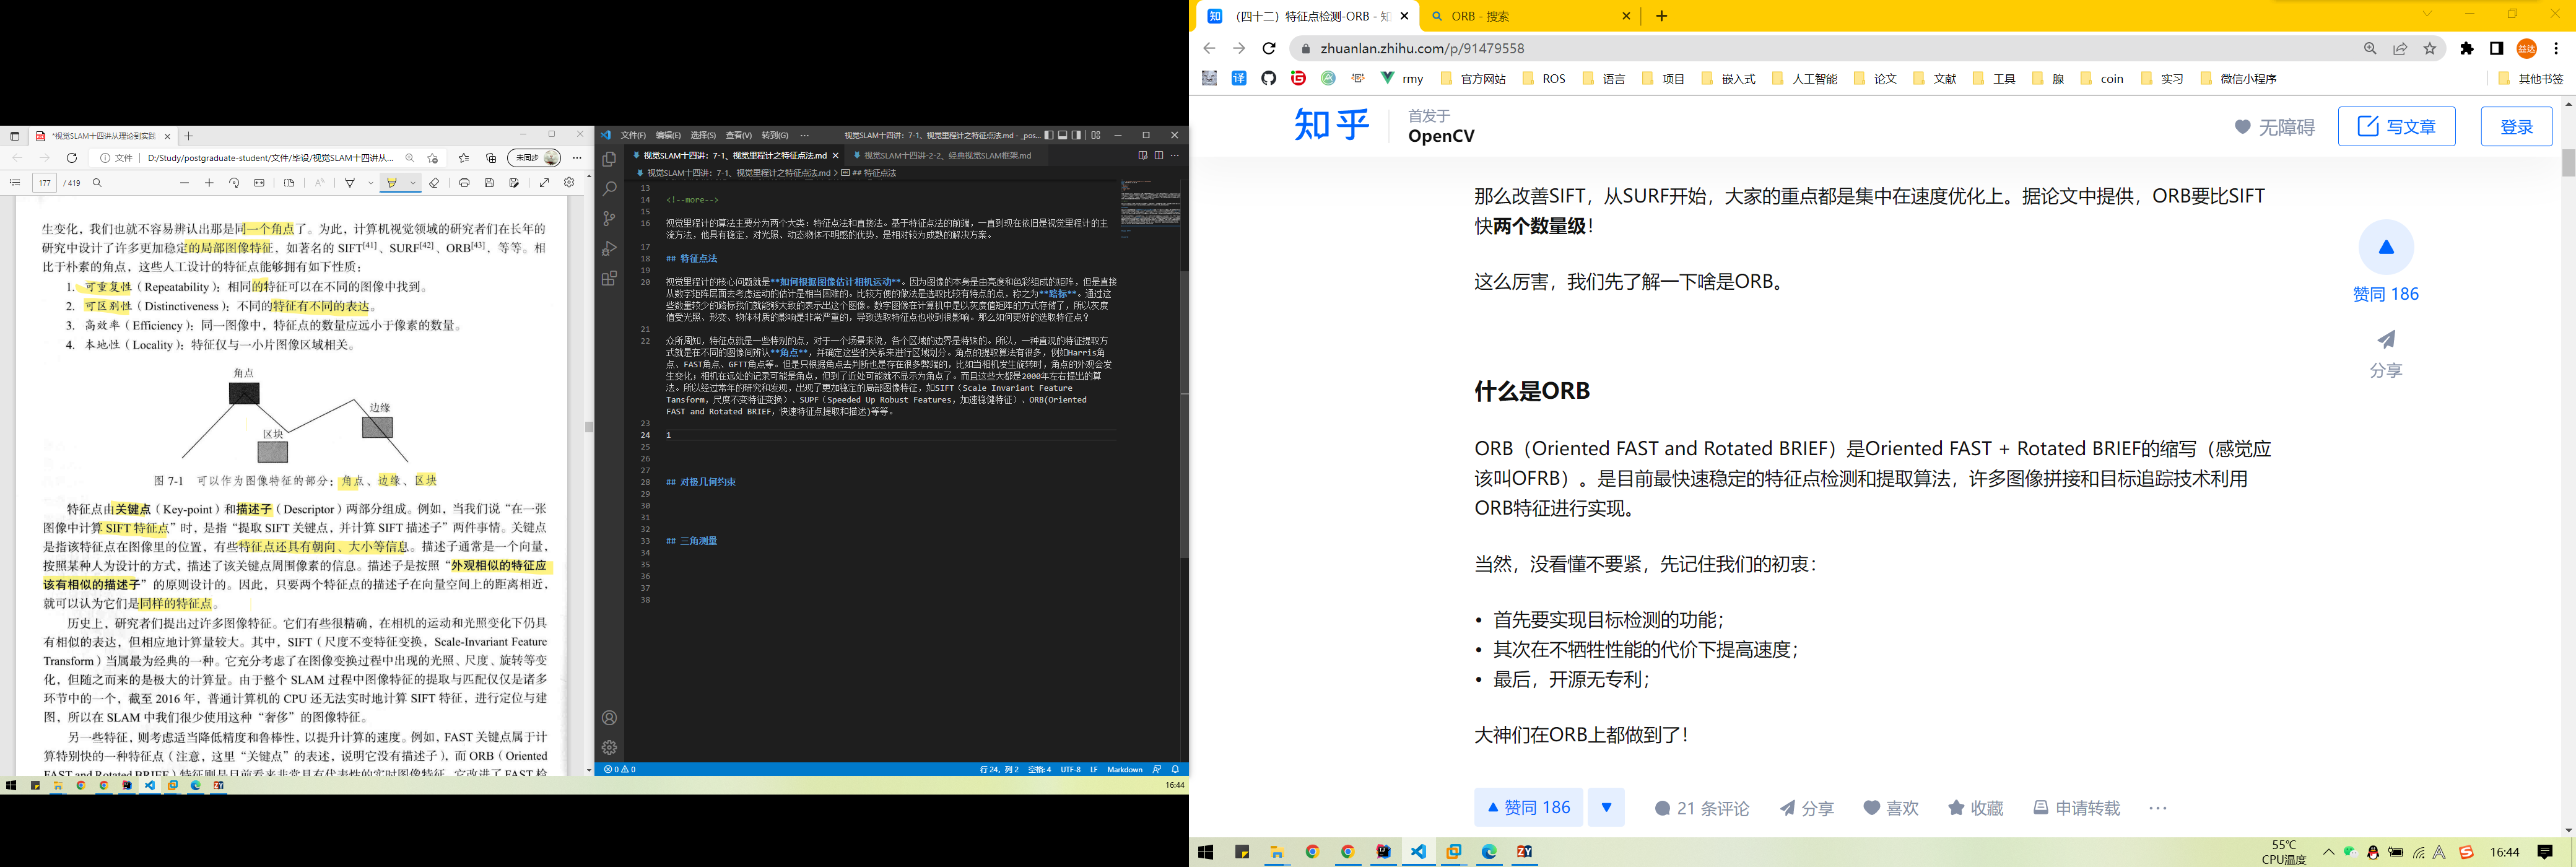 *视觉SLAM十四讲从理论到实践
文件 D:/Study/postgraduate-student/文件/毕设/视觉SLAM十四讲从...
未同步
177 / 419
生变化，我们也就不容易辨认出那是同一个角点了。为此，计算机视觉领域的研究者们在长年的
研究中设计了许多更加稳定的局部图像特征，如著名的 SIFT[41]、SURF[42]、ORB[43]，等等。相
比于朴素的角点，这些人工设计的特征点能够拥有如下性质：
1. 可重复性（Repeatability）：相同的特征可以在不同的图像中找到。
2. 可区别性（Distinctiveness）：不同的特征有不同的表达。
3. 高效率（Efficiency）：同一图像中，特征点的数量应远小于像素的数量。
4. 本地性（Locality）：特征仅与一小片图像区域相关。
角点
边缘
区块
图 7-1 可以作为图像特征的部分：角点、边缘、区块
特征点由关键点（Key-point）和描述子（Descriptor）两部分组成。例如，当我们说“在一张
图像中计算 SIFT 特征点”时，是指“提取 SIFT 关键点，并计算 SIFT 描述子”两件事情。关键点
是指该特征点在图像里的位置，有些特征点还具有朝向、大小等信息。描述子通常是一个向量，
按照某种人为设计的方式，描述了该关键点周围像素的信息。描述子是按照“外观相似的特征应
该有相似的描述子”的原则设计的。因此，只要两个特征点的描述子在向量空间上的距离相近，
就可以认为它们是同样的特征点。
历史上，研究者们提出过许多图像特征。它们有些很精确，在相机的运动和光照变化下仍具
有相似的表达，但相应地计算量较大。其中，SIFT（尺度不变特征变换，Scale-Invariant Feature
Transform）当属最为经典的一种。它充分考虑了在图像变换过程中出现的光照、尺度、旋转等变
化，但随之而来的是极大的计算量。由于整个 SLAM 过程中图像特征的提取与匹配仅仅是诸多
环节中的一个，截至 2016 年，普通计算机的 CPU 还无法实时地计算 SIFT 特征，进行定位与建
图，所以在 SLAM 中我们很少使用这种“奢侈”的图像特征。
另一些特征，则考虑适当降低精度和鲁棒性，以提升计算的速度。例如，FAST 关键点属于计
算特别快的一种特征点（注意，这里“关键点”的表述，说明它没有描述子），而 ORB（Oriented
FAST and Rotated BRIEF）特征则是目前看来非常具有代表性的实时图像特征。它改进了 FAST 检
文件(F) 编辑(E) 选择(S) 查看(V) 转到(G) ··· 视觉SLAM十四讲：7-1、视觉里程计之特征点法.md - _pos...
视觉SLAM十四讲：7-1、视觉里程计之特征点法.md 视觉SLAM十四讲-2-2、经典视觉SLAM框架.md
视觉SLAM十四讲：7-1、视觉里程计之特征点法.md > ## 特征点法
13
14 <!--more-->
15
16 视觉里程计的算法主要分为两个大类：特征点法和直接法。基于特征点法的前端，一直到现在依旧是视觉里程计的主
流方法，他具有稳定，对光照、动态物体不明感的优势，是相对较为成熟的解决方案。
17
18 ## 特征点法
19
20 视觉里程计的核心问题就是**如何根据图像估计相机运动**。因为图像的本身是由亮度和色彩组成的矩阵，但是直接
从数字矩阵层面去考虑运动的估计是相当困难的。比较方便的做法是选取比较有特点的点，称之为**路标**。通过这
些数量较少的路标我们就能够大致的表示出这个图像。数字图像在计算机中是以灰度值矩阵的方式存储了，所以灰度
值受光照、形变、物体材质的影响是非常严重的，导致选取特征点也收到很影响。那么如何更好的选取特征点？
21
22 众所周知，特征点就是一些特别的点，对于一个场景来说，各个区域的边界是特殊的。所以，一种直观的特征提取方
式就是在不同的图像间辨认**角点**，并确定这些的关系来进行区域划分。角点的提取算法有很多，例如Harris角
点、FAST角点、GFTT角点等。但是只根据角点去判断也是存在很多弊端的，比如当相机发生旋转时，角点的外观会发
生变化；相机在远处的记录可能是角点，但到了近处可能就不显示为角点了。而且这些大都是2000年左右提出的算
法。所以经过常年的研究和发现，出现了更加稳定的局部图像特征，如SIFT（Scale Invariant Feature
Tansform，尺度不变特征变换）、SUPF（Speeded Up Robust Features，加速稳健特征）、ORB(Oriented
FAST and Rotated BRIEF，快速特征点提取和描述)等等。
23
24 1
25
26
27
28 ## 对极几何约束
29
30
31
32
33 ## 三角测量
34
35
36
37
38
0 0 行 24，列 2 空格: 4 UTF-8 LF Markdown
16:44
（四十二）特征点检测-ORB - 知 ORB - 搜索
zhuanlan.zhihu.com/p/91479558
益达
译 rmy 官方网站 ROS 语言 项目 嵌入式 人工智能 论文 文献 工具 腺 coin 实习 微信小程序 其他书签
知乎 首发于
OpenCV
无障碍 写文章 登录
那么改善SIFT，从SURF开始，大家的重点都是集中在速度优化上。据论文中提供，ORB要比SIFT
快两个数量级！
这么厉害，我们先了解一下啥是ORB。
赞同 186
分享
什么是ORB
ORB（Oriented FAST and Rotated BRIEF）是Oriented FAST + Rotated BRIEF的缩写（感觉应
该叫OFRB）。是目前最快速稳定的特征点检测和提取算法，许多图像拼接和目标追踪技术利用
ORB特征进行实现。
当然，没看懂不要紧，先记住我们的初衷：
• 首先要实现目标检测的功能；
• 其次在不牺牲性能的代价下提高速度；
• 最后，开源无专利；
大神们在ORB上都做到了！
赞同 186 21 条评论 分享 喜欢 收藏 申请转载 ···
55℃
CPU温度
16:44